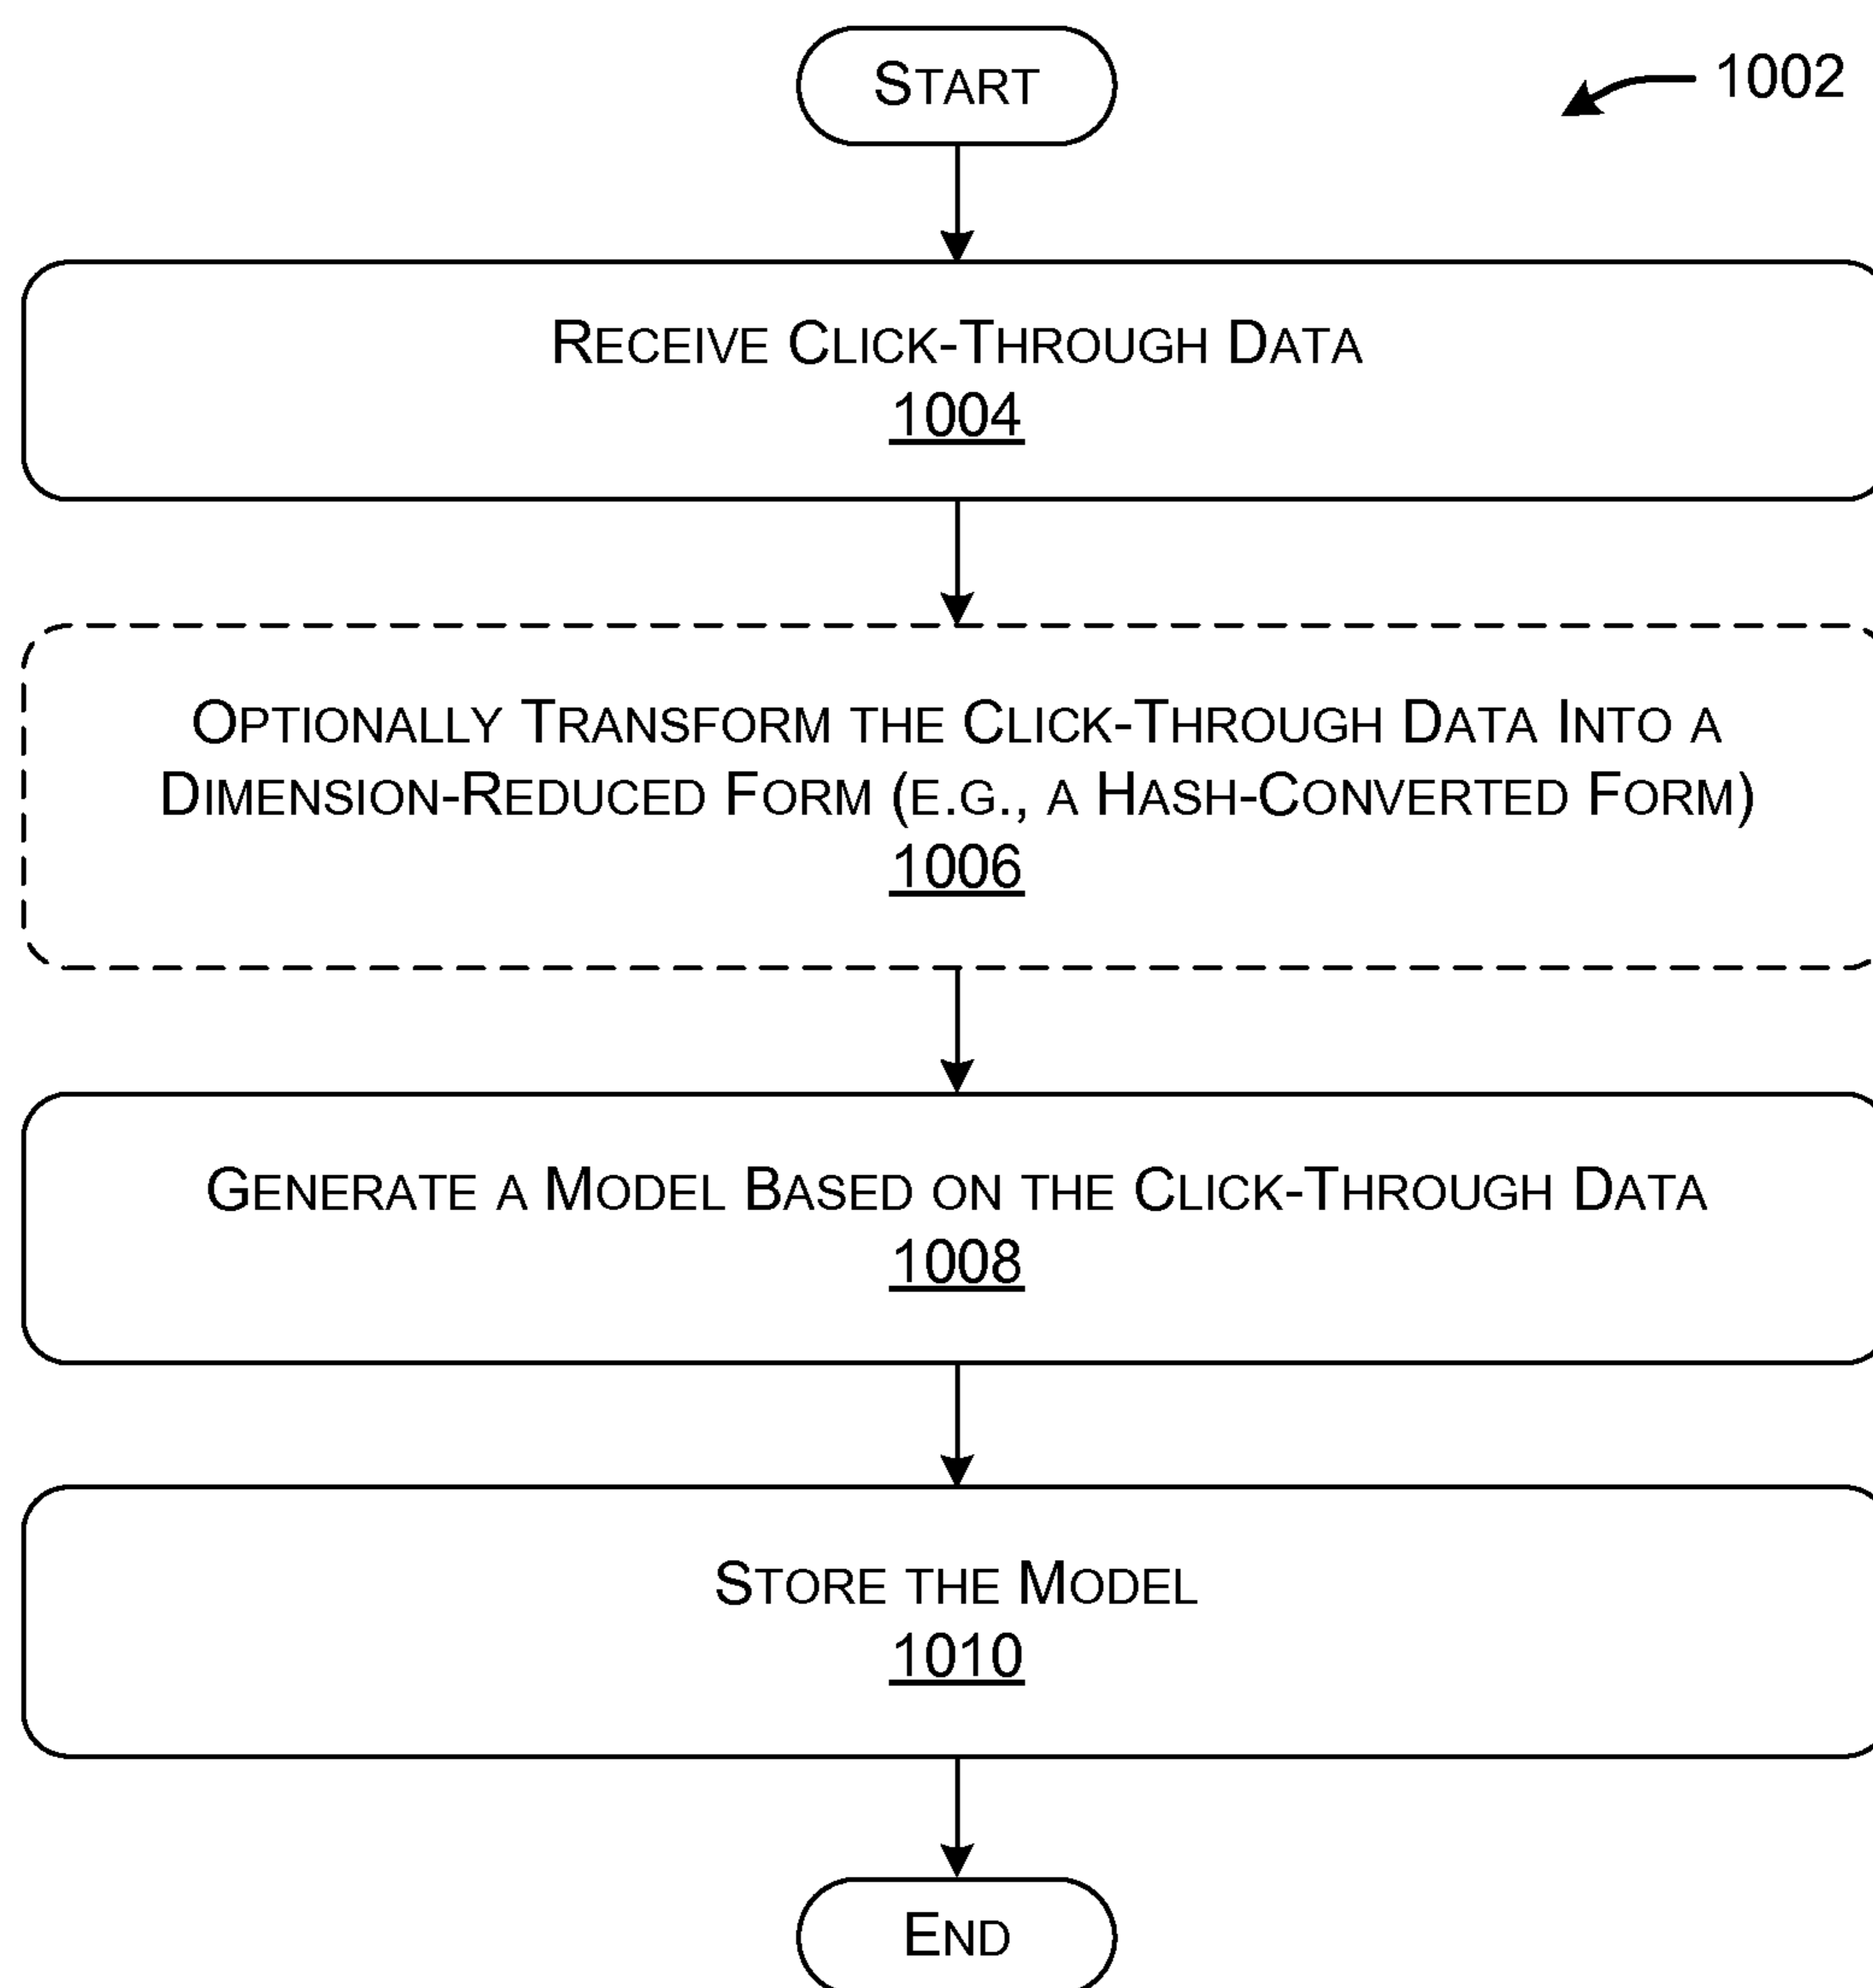 START
1002
RECEIVE CLICK-THROUGH DATA
1004
OPTIONALLY TRANSFORM THE CLICK-THROUGH DATA INTO A
DIMENSION-REDUCED FORM (E.G., A HASH-CONVERTED FORM)
1006
GENERATE A MODEL BASED ON THE CLICK-THROUGH DATA
1008
STORE THE MODEL
1010
END